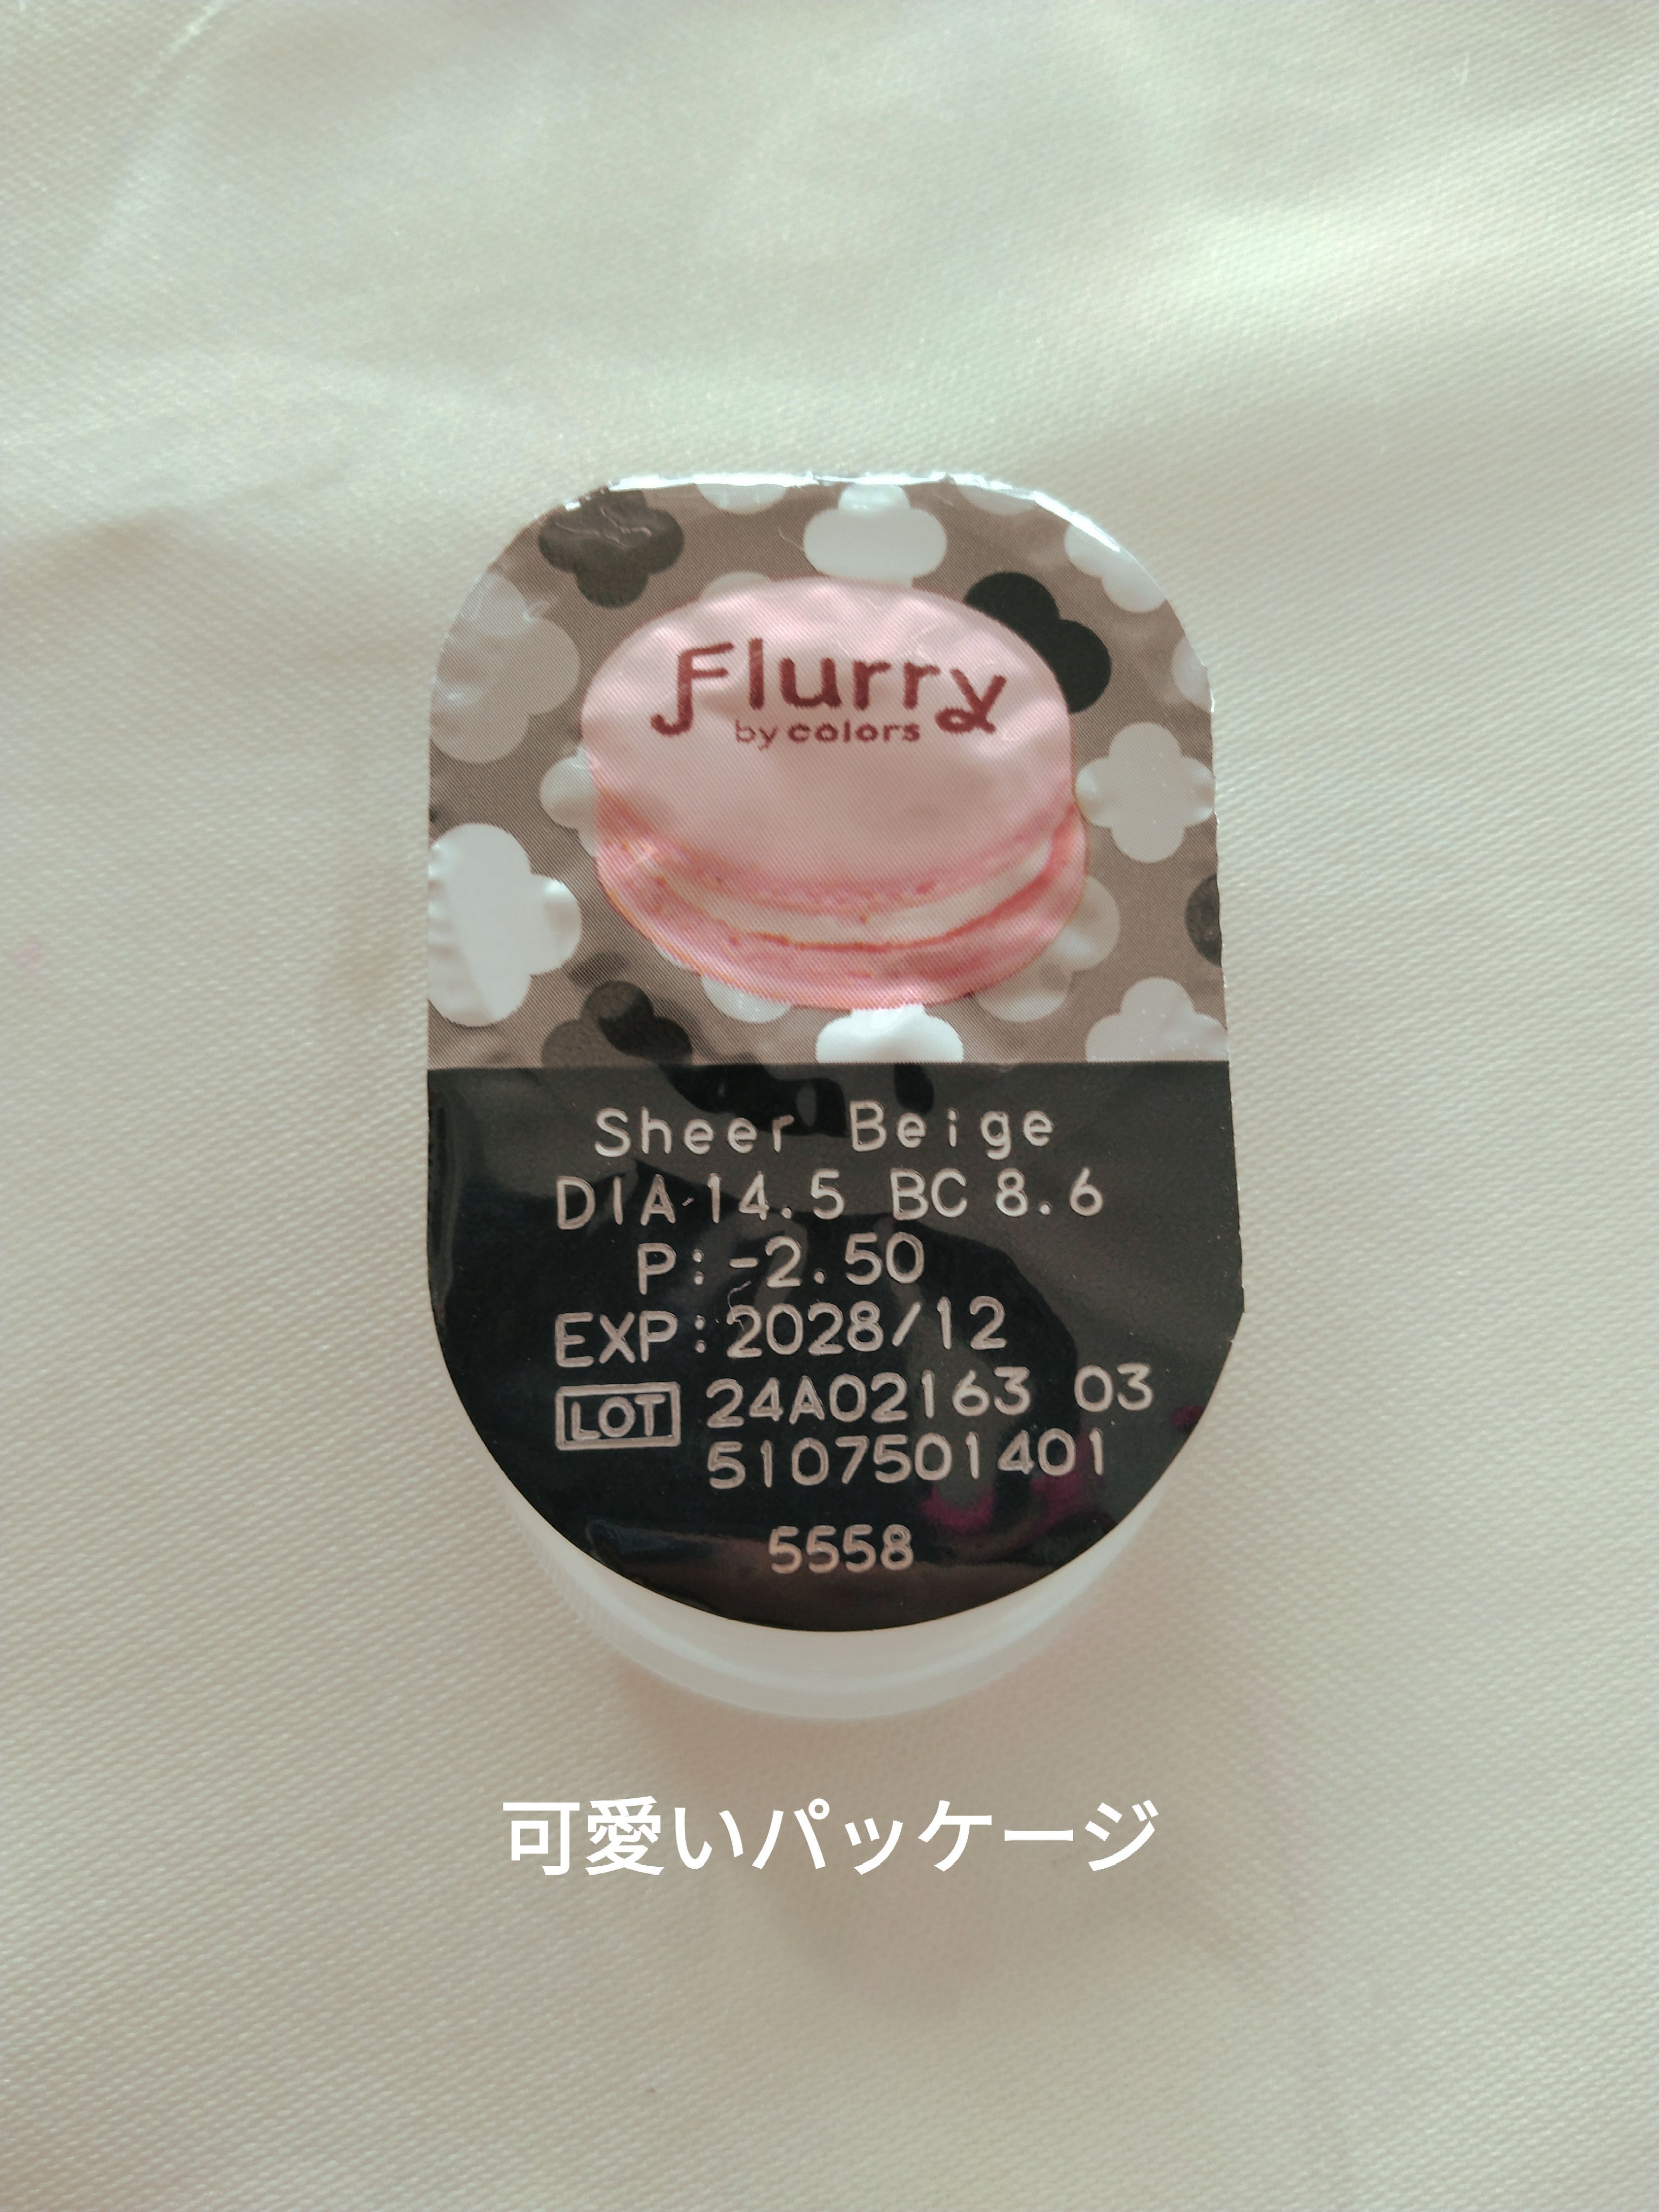 Flurry
by colors
Sheer Beige
DIA 14.5 BC 8.6
P:-2.50
EXP:2028/12
LOT 24A02163 03
5107501401
5558
可愛いパッケージ